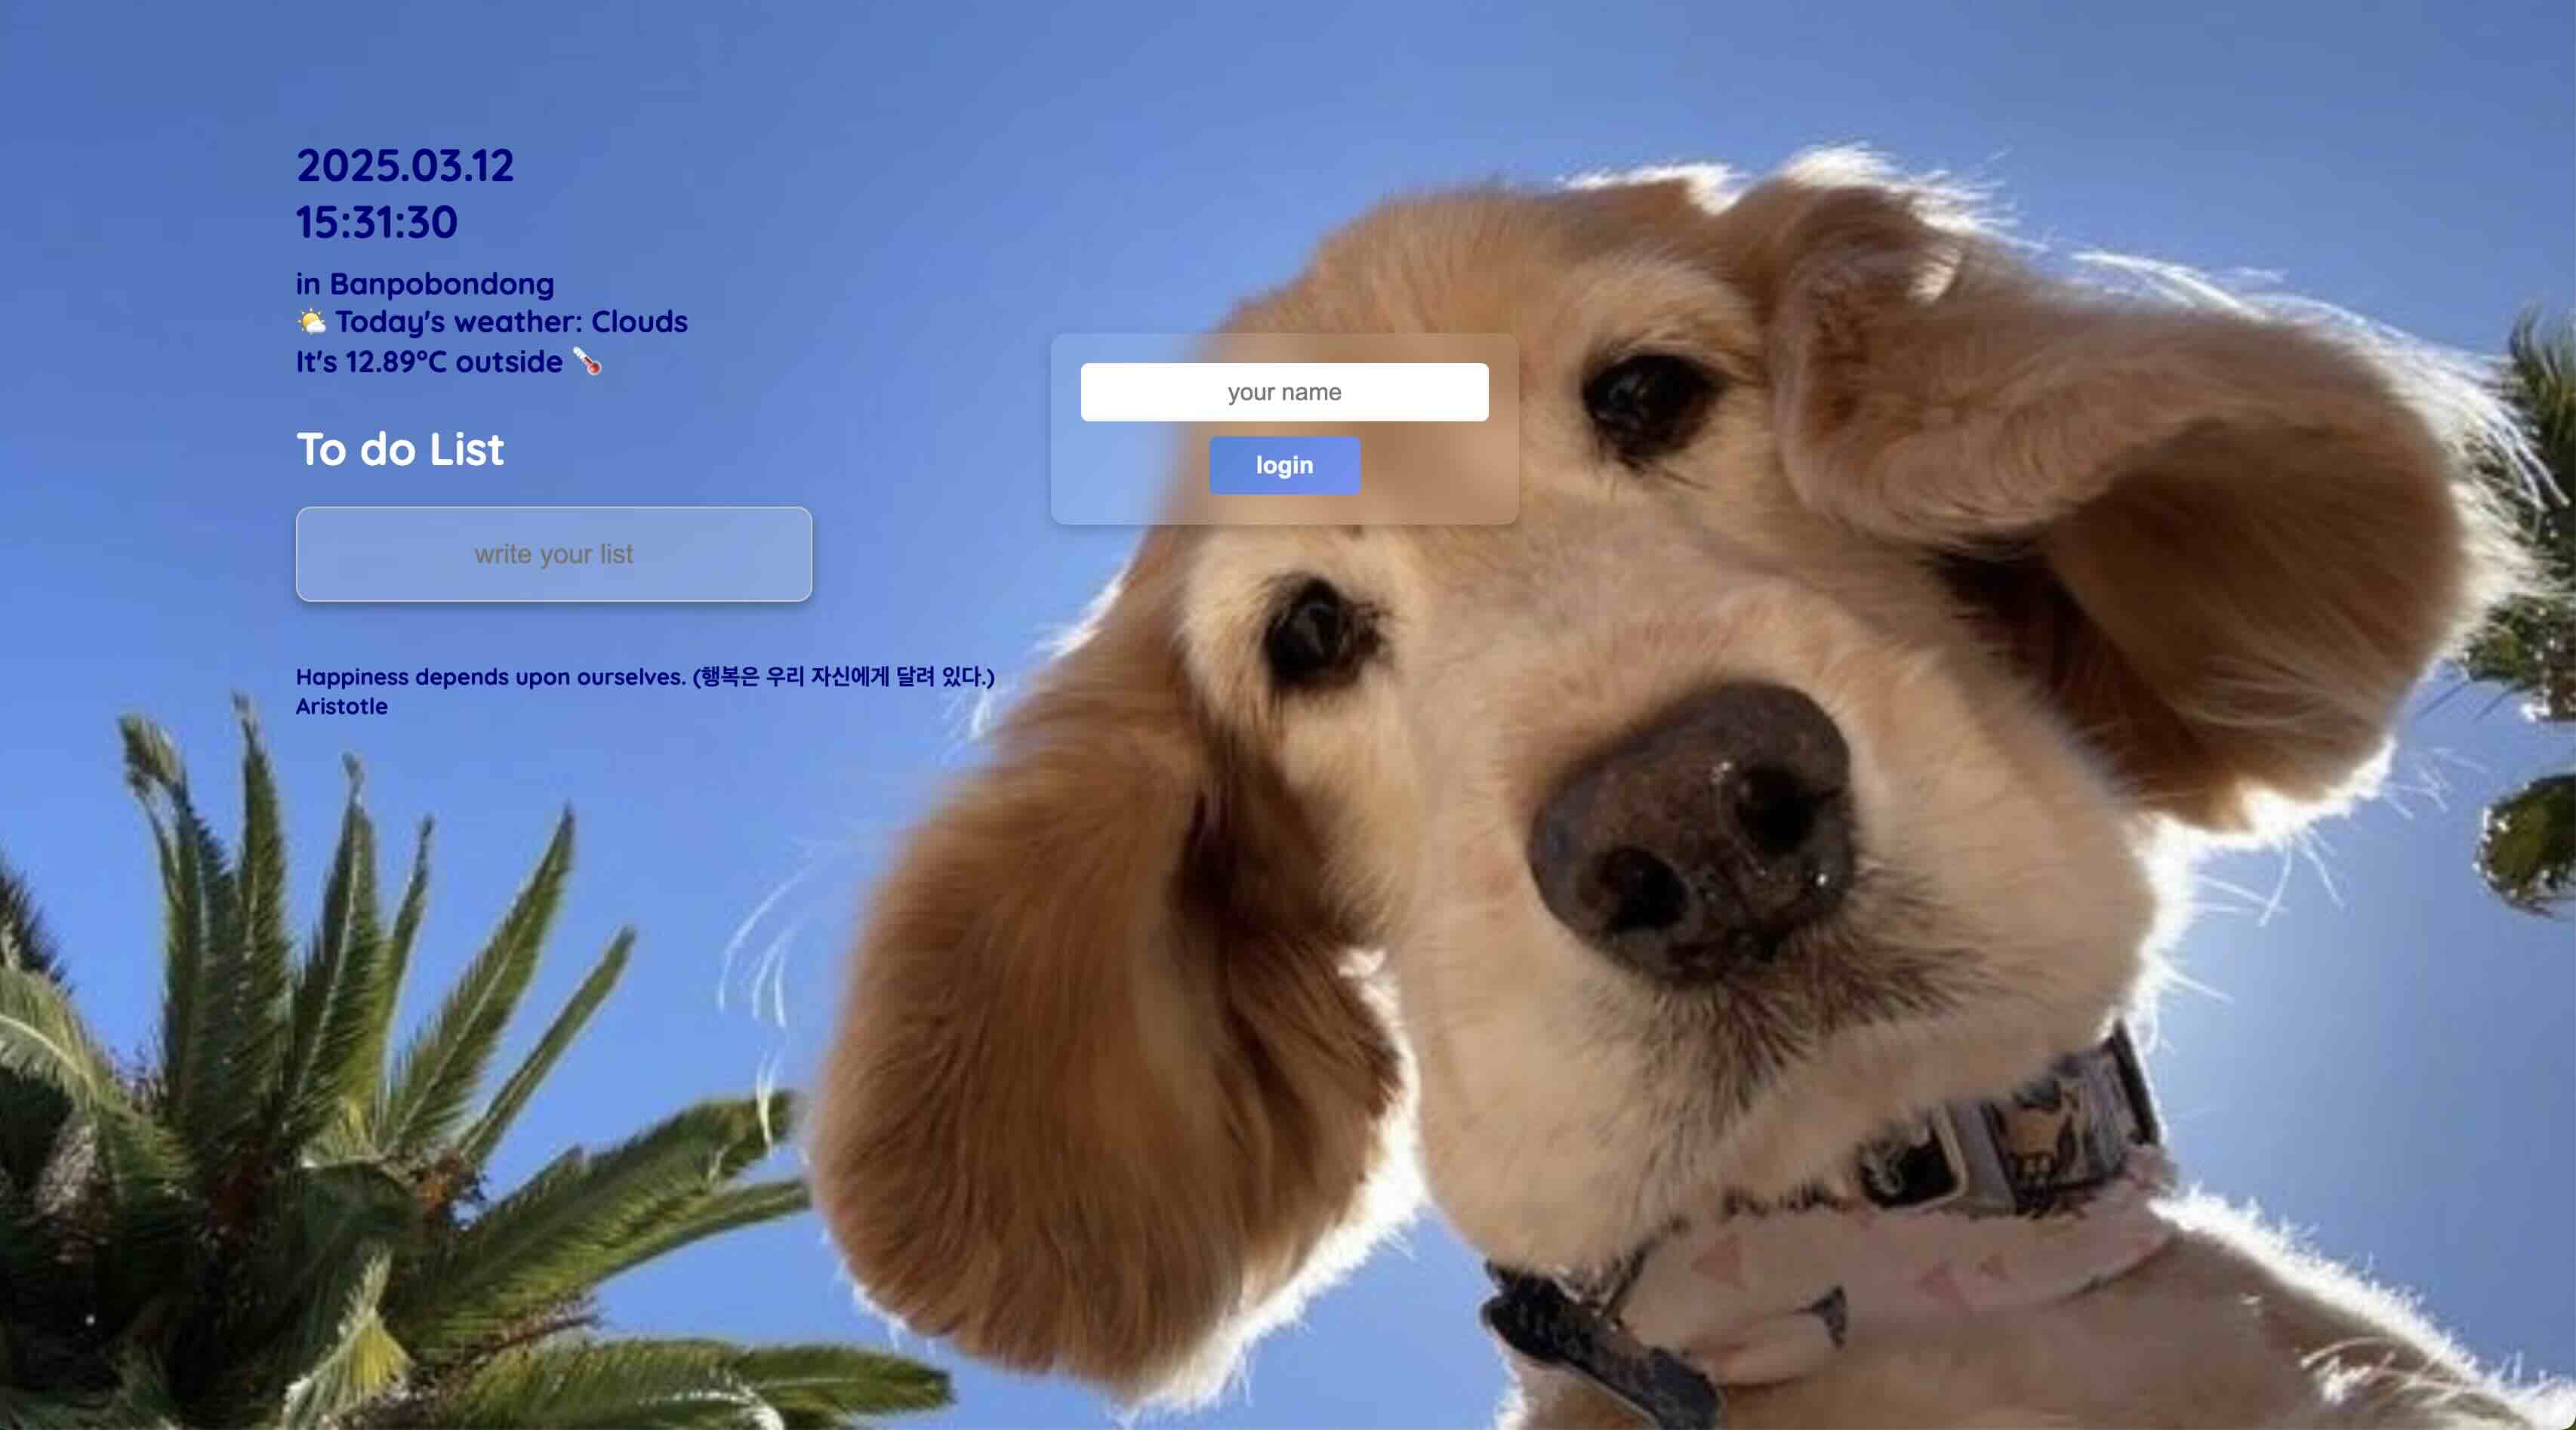 2025.03.12
15:31:30
in Banpobondong
🌤️ Today's weather: Clouds
It's 12.89°C outside 🌡️
To do List
write your list
your name
login
Happiness depends upon ourselves. (행복은 우리 자신에게 달려 있다.)
Aristotle